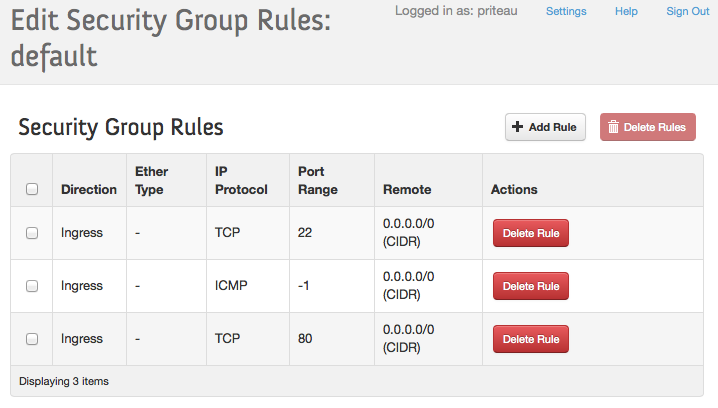 Edit Security Group Rules:
default
Logged in as: priteau Settings Help Sign Out
Security Group Rules
+ Add Rule Delete Rules
Direction Ether Type IP Protocol Port Range Remote Actions
Ingress - TCP 22 0.0.0.0/0 (CIDR) Delete Rule
Ingress - ICMP -1 0.0.0.0/0 (CIDR) Delete Rule
Ingress - TCP 80 0.0.0.0/0 (CIDR) Delete Rule
Displaying 3 items